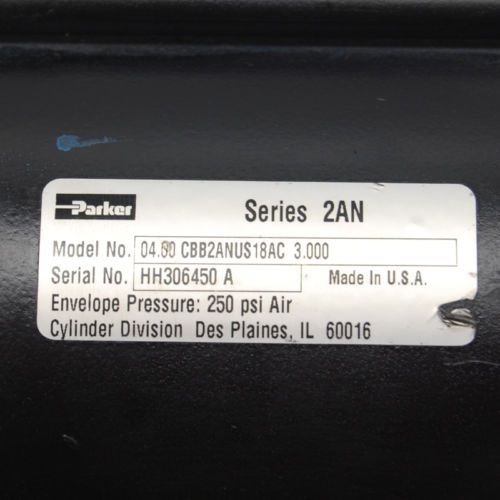 Parker Series 2AN
Model No. 04.00 CBB2ANUS18AC 3.000
Serial No. HH306450 A Made In U.S.A.
Envelope Pressure: 250 psi Air
Cylinder Division Des Plaines, IL 60016